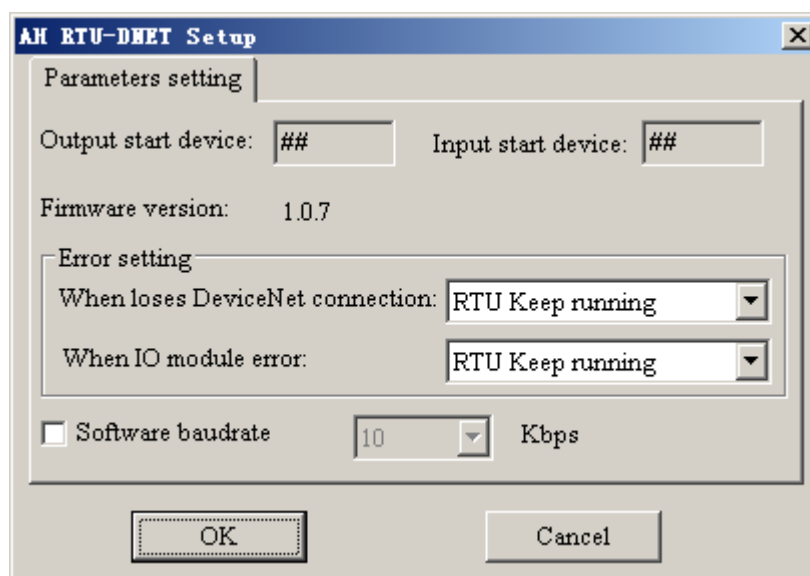 AH RTU-DNET Setup
Parameters setting
Output start device: ## Input start device: ##
Firmware version: 1.0.7
Error setting
When loses DeviceNet connection: RTU Keep running
When IO module error: RTU Keep running
Software baudrate 10 Kbps
OK Cancel